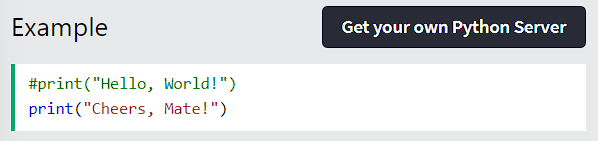 Example
Get your own Python Server
#print("Hello, World!")
print("Cheers, Mate!")